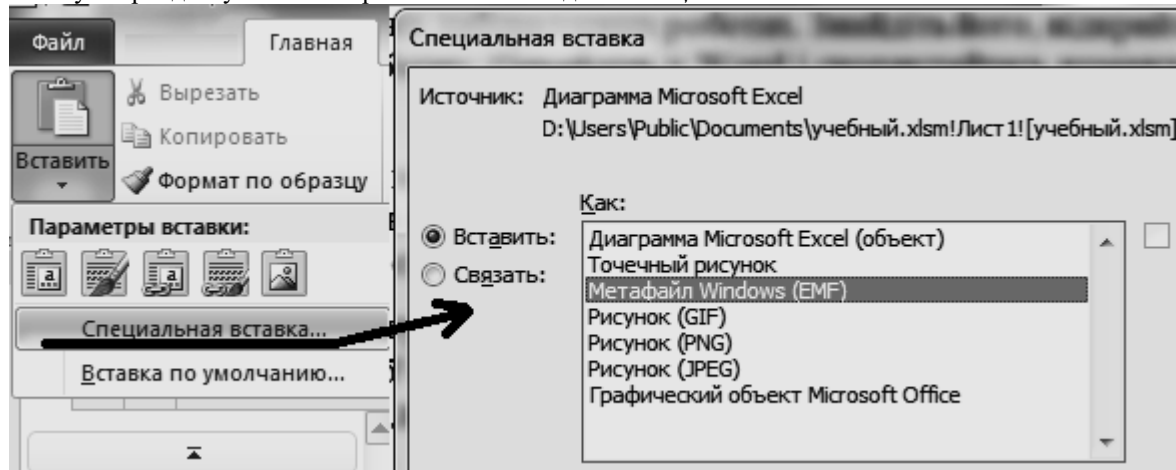 Файл
Главная
Вставить
Вырезать
Копировать
Формат по образцу
Параметры вставки:
Специальная вставка...
Вставка по умолчанию...
Специальная вставка
Источник: Диаграмма Microsoft Excel
D:\Users\Public\Documents\учебный.xlsm!Лист1![учебный.xlsm]
Как:
Вставить:
Связать:
Диаграмма Microsoft Excel (объект)
Точечный рисунок
Метафайл Windows (EMF)
Рисунок (GIF)
Рисунок (PNG)
Рисунок (JPEG)
Графический объект Microsoft Office